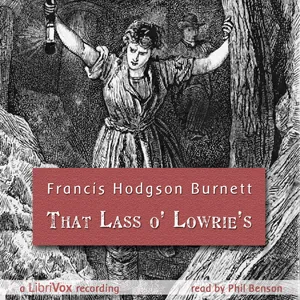 Francis Hodgson Burnett
That Lass o' Lowrie's
a LibriVox recording
read by Phil Benson